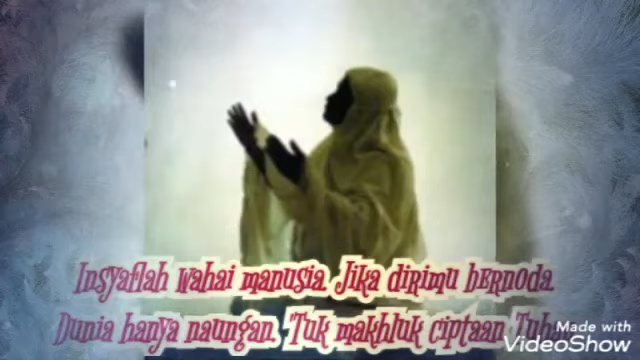 Insyaflah wahai manusia. Jika dirimu bernoda
Dunia hanya naungan. 'Tuk makhluk ciptaan
Made with
VideoShow